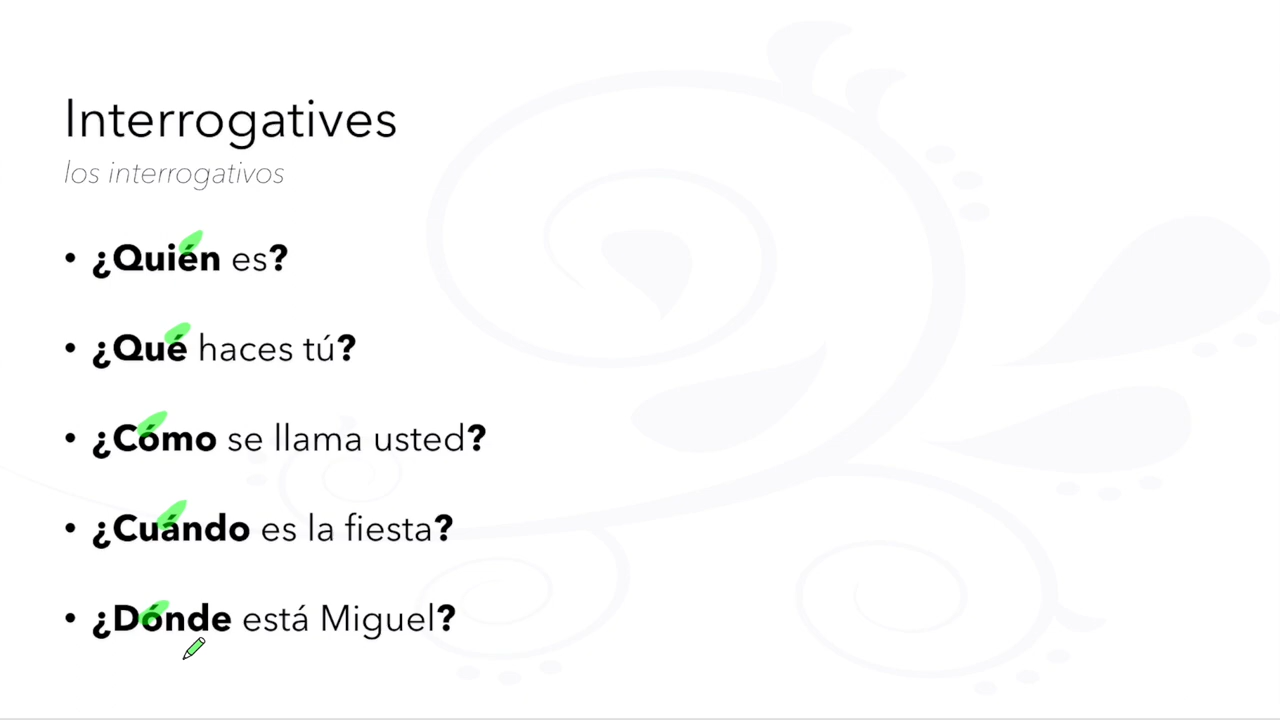 Interrogatives
los interrogativos
• ¿Quién es?
• ¿Qué haces tú?
• ¿Cómo se llama usted?
• ¿Cuándo es la fiesta?
• ¿Dónde está Miguel?